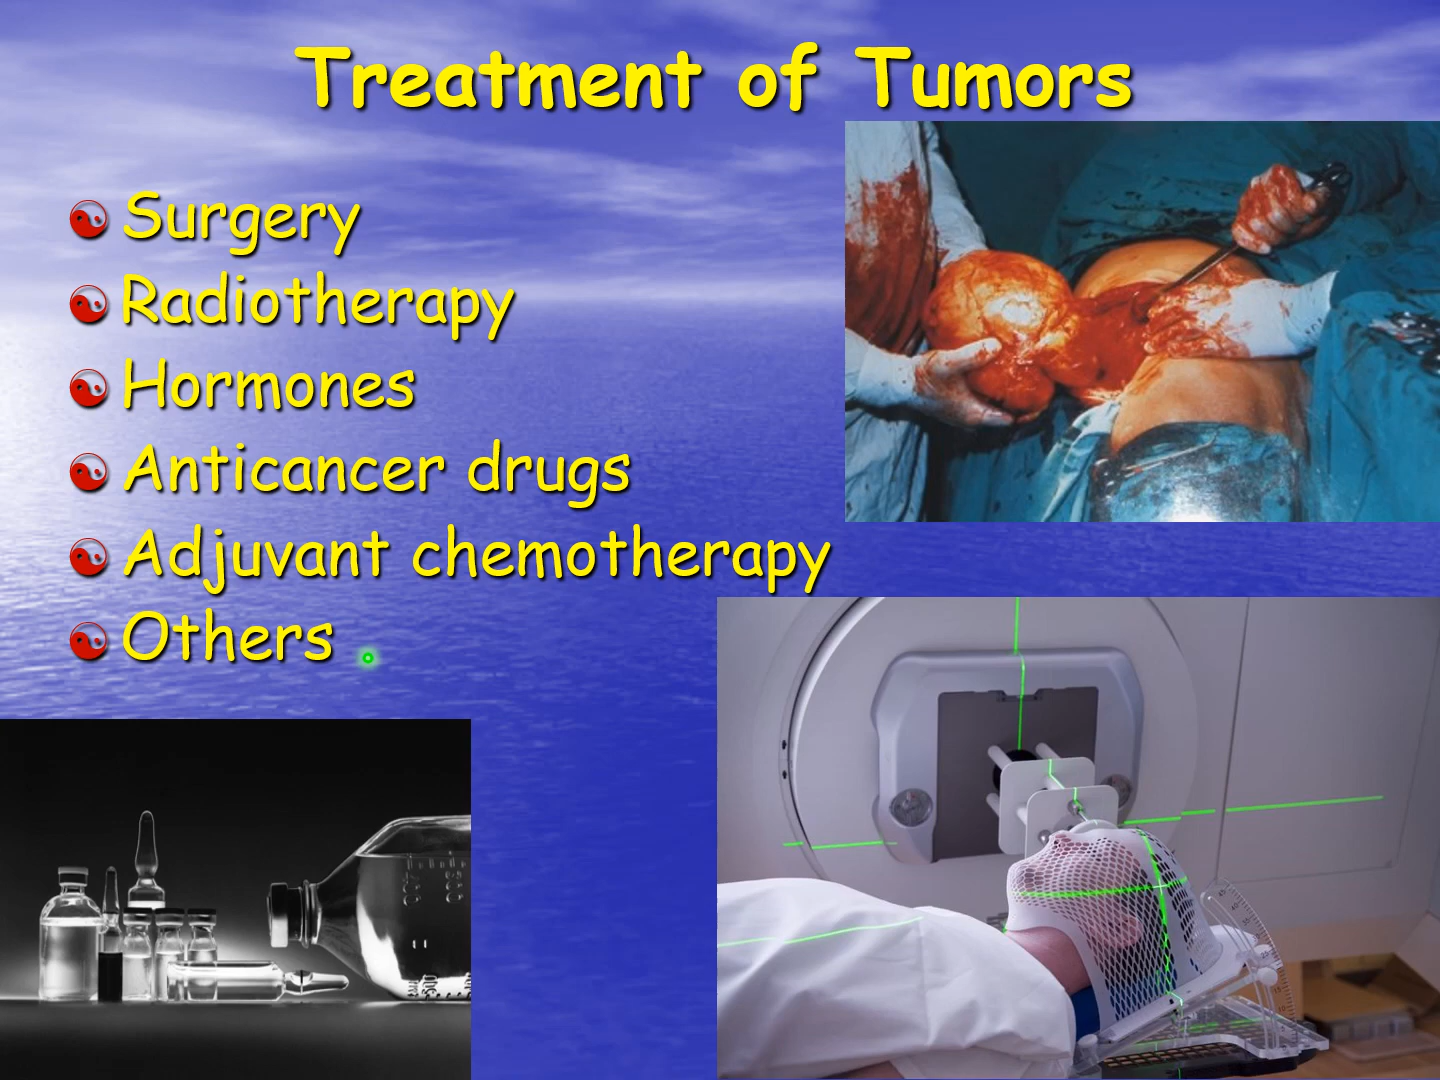 Treatment of Tumors
Surgery
Radiotherapy
Hormones
Anticancer drugs
Adjuvant chemotherapy
Others